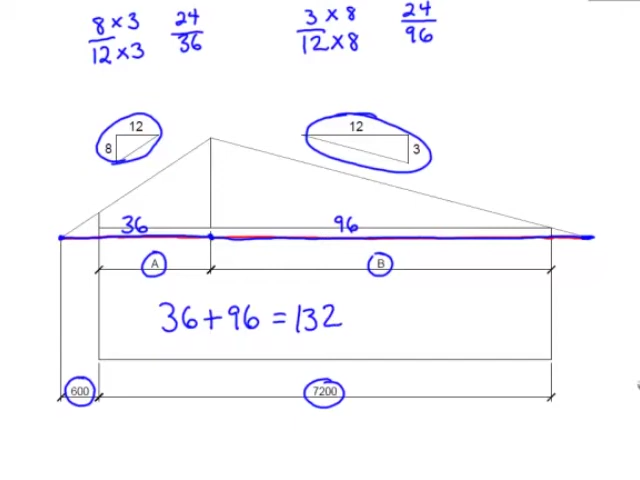 8 x 3 24 3 x 8 24
12 x 3 36 12 x 8 96
12 12
8 3
36 96
A B
36 + 96 = 132
600 7200